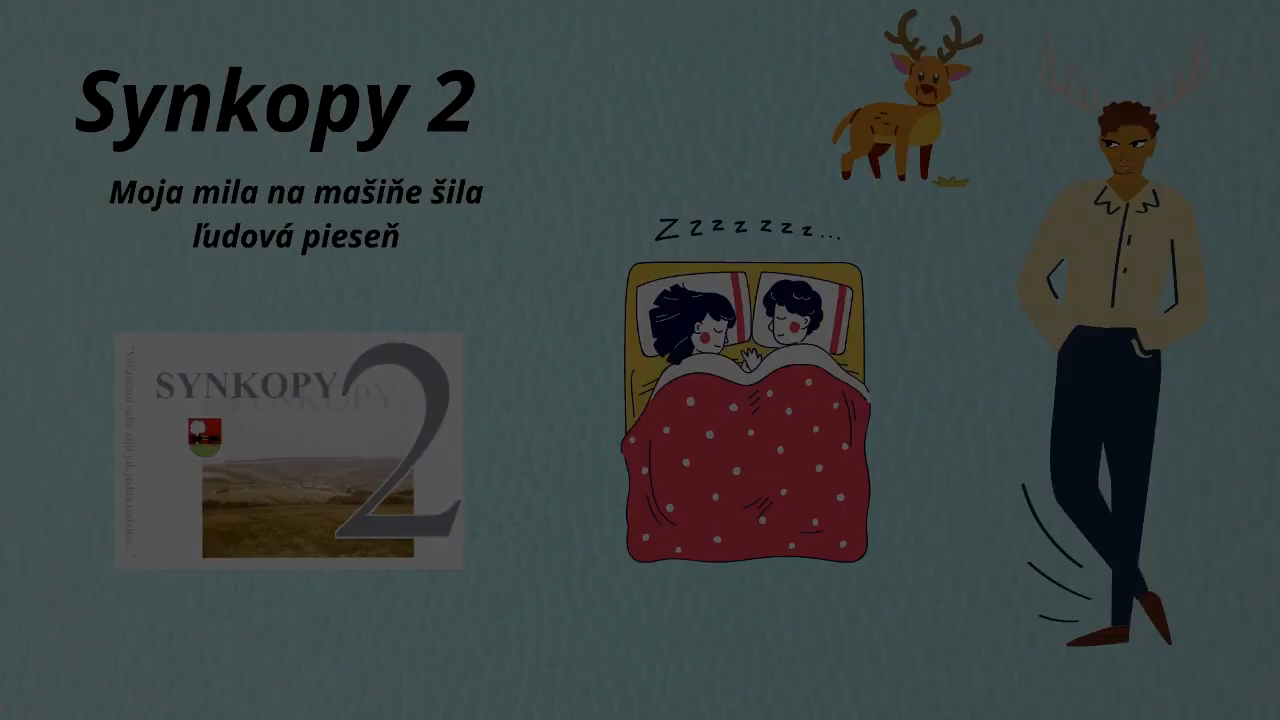 Synkopy 2
Moja mila na mašiňe šila
ľudová pieseň
Z z z z z z z ...
SYNKOPY 2